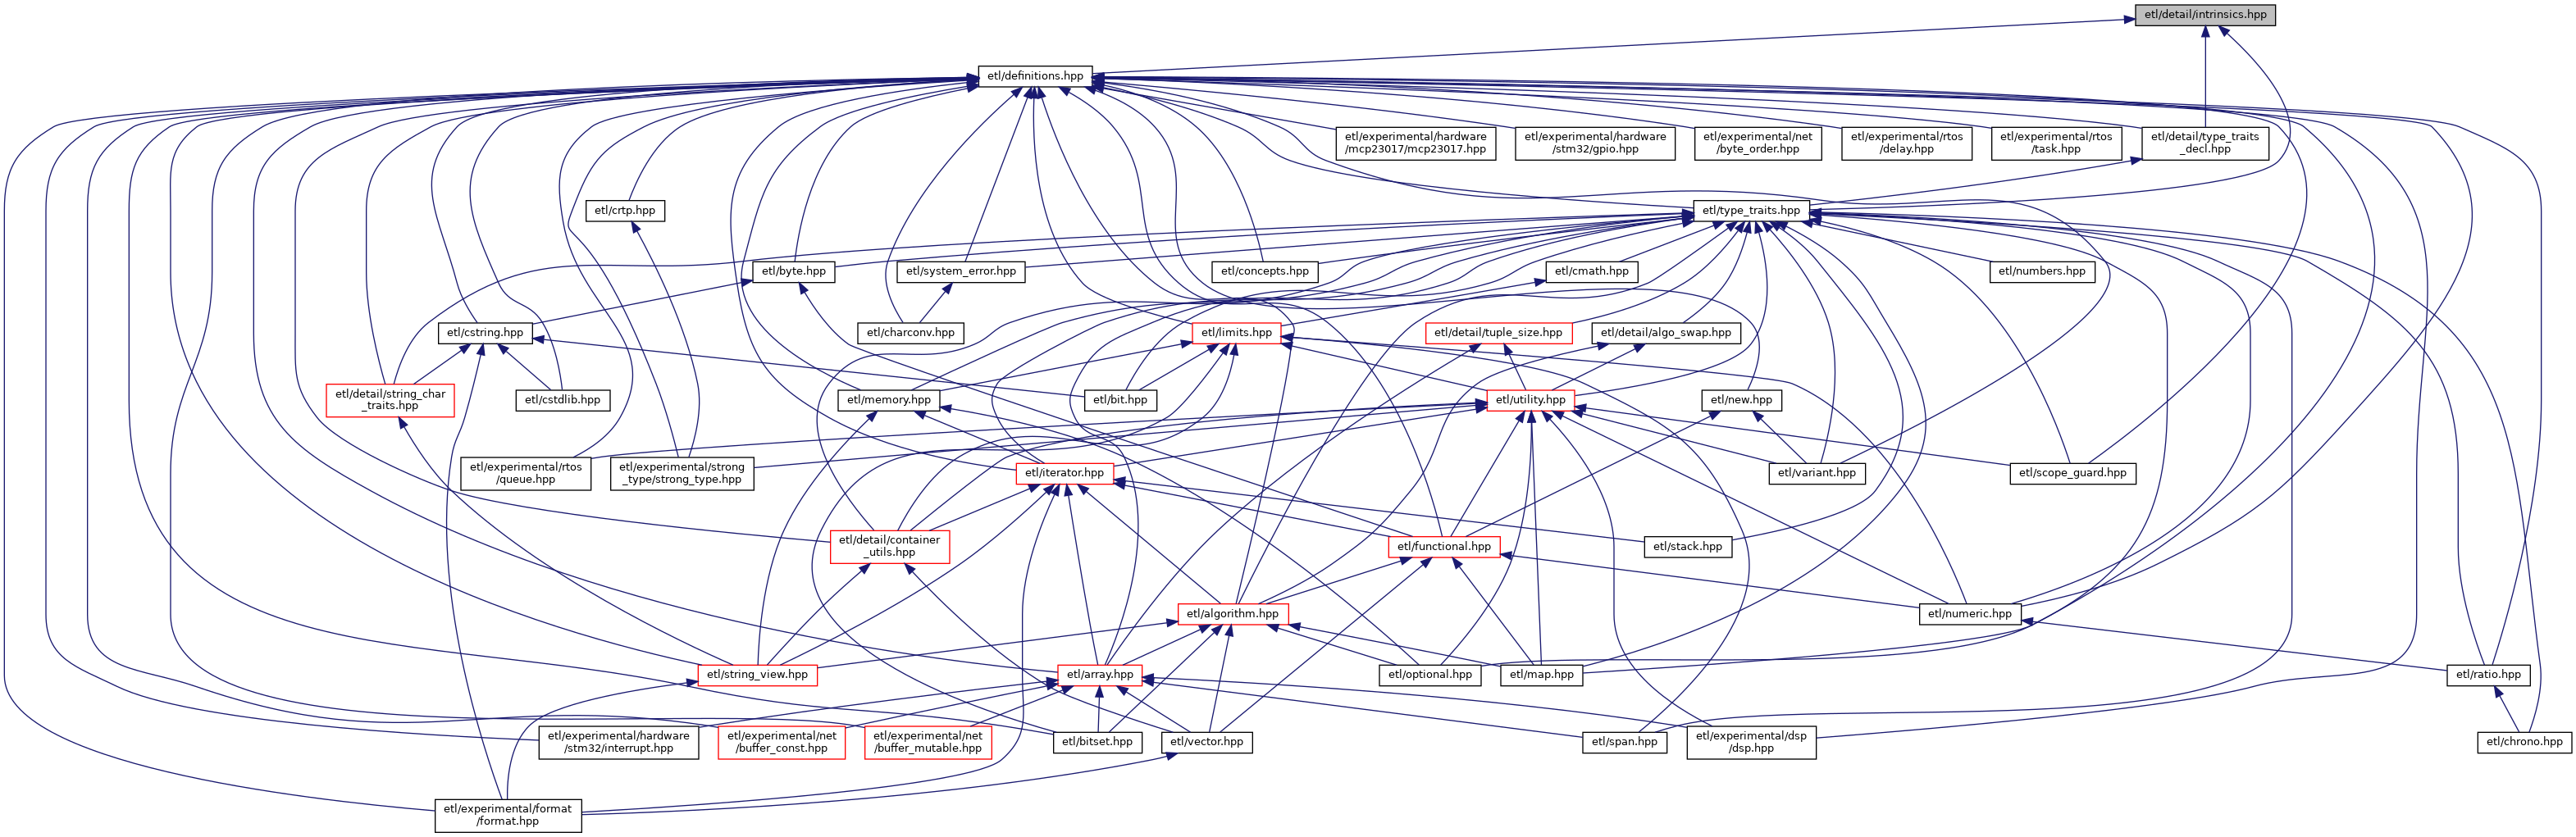 etl/detail/intrinsics.hpp
etl/definitions.hpp
etl/experimental/hardware
/mcp23017/mcp23017.hpp
etl/experimental/hardware
/stm32/gpio.hpp
etl/experimental/net
/byte_order.hpp
etl/experimental/rtos
/delay.hpp
etl/experimental/rtos
/task.hpp
etl/detail/type_traits
_decl.hpp
etl/crtp.hpp
etl/type_traits.hpp
etl/byte.hpp
etl/system_error.hpp
etl/concepts.hpp
etl/cmath.hpp
etl/numbers.hpp
etl/cstring.hpp
etl/charconv.hpp
etl/limits.hpp
etl/detail/tuple_size.hpp
etl/detail/algo_swap.hpp
etl/detail/string_char
_traits.hpp
etl/cstdlib.hpp
etl/memory.hpp
etl/bit.hpp
etl/utility.hpp
etl/new.hpp
etl/experimental/rtos
/queue.hpp
etl/experimental/strong
_type/strong_type.hpp
etl/iterator.hpp
etl/variant.hpp
etl/scope_guard.hpp
etl/detail/container
_utils.hpp
etl/functional.hpp
etl/stack.hpp
etl/algorithm.hpp
etl/numeric.hpp
etl/string_view.hpp
etl/array.hpp
etl/optional.hpp
etl/map.hpp
etl/ratio.hpp
etl/experimental/hardware
/stm32/interrupt.hpp
etl/experimental/net
/buffer_const.hpp
etl/experimental/net
/buffer_mutable.hpp
etl/bitset.hpp
etl/vector.hpp
etl/span.hpp
etl/experimental/dsp
/dsp.hpp
etl/chrono.hpp
etl/experimental/format
/format.hpp